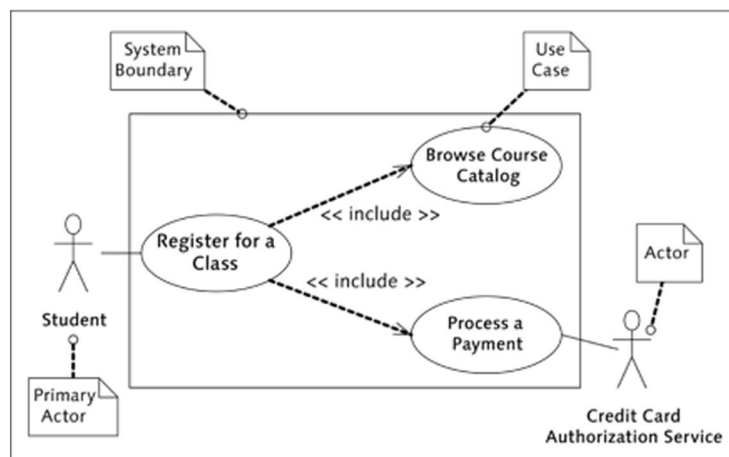 System
Boundary
Use
Case
Browse Course
Catalog
<< include >>
Register for a
Class
Actor
<< include >>
Student
Process a
Payment
Primary
Actor
Credit Card
Authorization Service